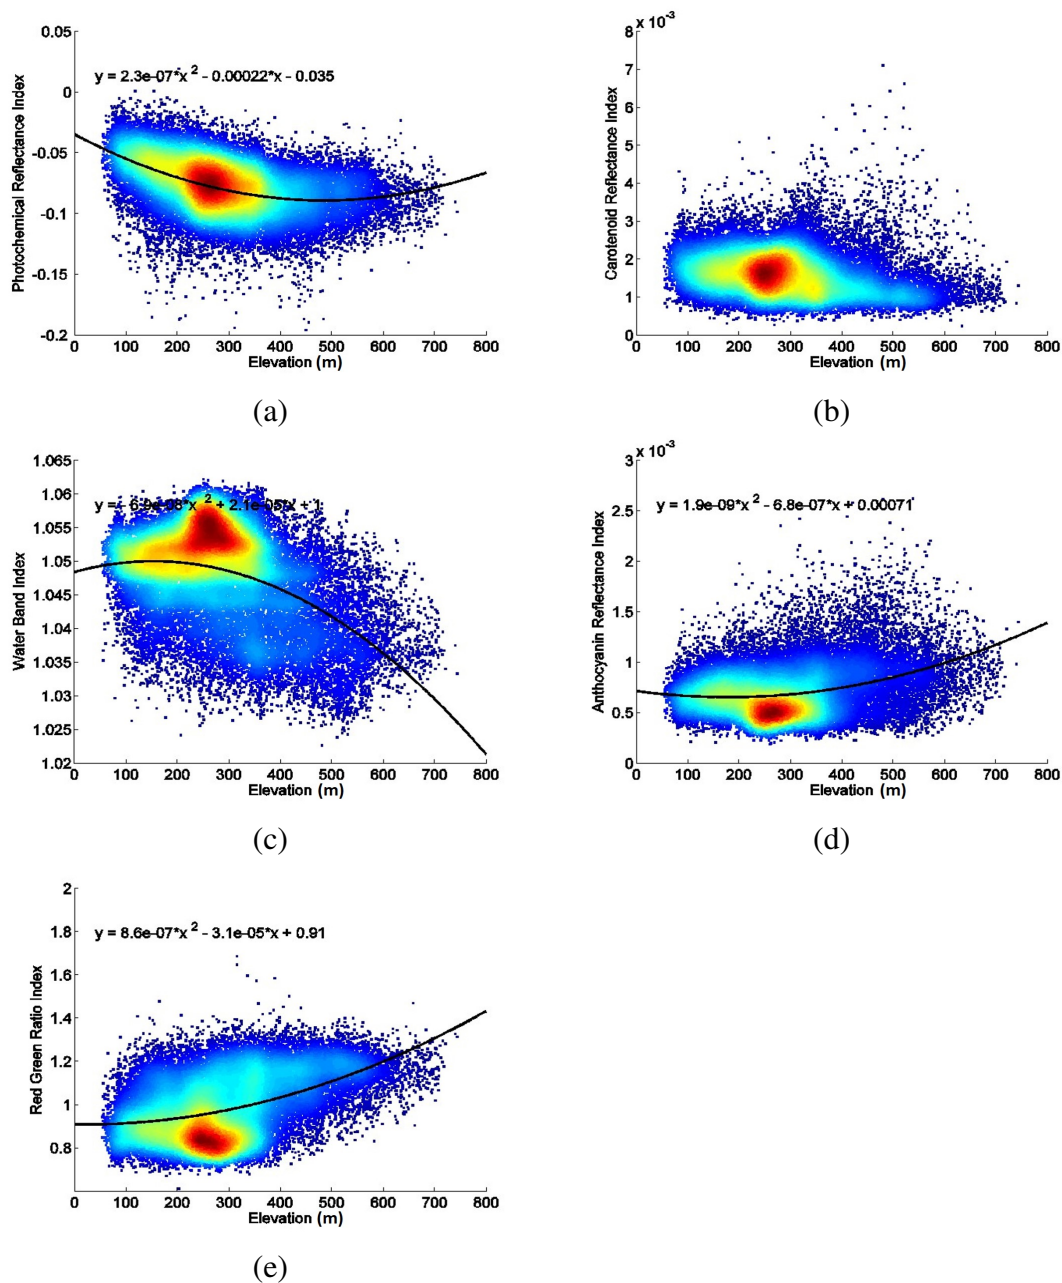 y = 2.3e-07*x 2 - 0.00022*x - 0.035
Photochemical Reflectance Index
0.05
0
-0.05
-0.1
-0.15
-0.2
0 100 200 300 400 500 600 700 800
Elevation (m)
(a)
x 10 -3
Carotenoid Reflectance Index
8
7
6
5
4
3
2
1
0
0 100 200 300 400 500 600 700 800
Elevation (m)
(b)
y = - 6.9e-08*x 2 + 2.1e-05*x + 1
Water Band Index
1.065
1.06
1.055
1.05
1.045
1.04
1.035
1.03
1.025
1.02
0 100 200 300 400 500 600 700 800
Elevation (m)
(c)
x 10 -3
y = 1.9e-09*x 2 - 6.8e-07*x + 0.00071
Anthocyanin Reflectance Index
3
2.5
2
1.5
1
0.5
0
0 100 200 300 400 500 600 700 800
Elevation (m)
(d)
y = 8.6e-07*x 2 - 3.1e-05*x + 0.91
Red Green Ratio Index
2
1.8
1.6
1.4
1.2
1
0.8
0 100 200 300 400 500 600 700 800
Elevation (m)
(e)